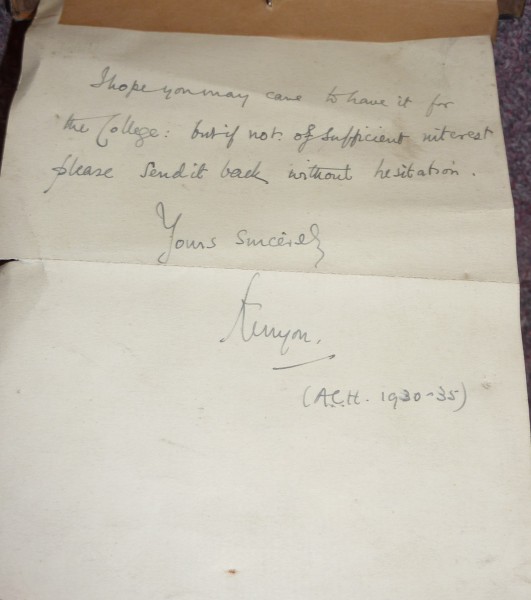 I hope you may care to have it for
the College: but if not of sufficient interest
please send it back without hesitation.
Yours sincerely
Kenyon.
(A.C.H. 1930-35)